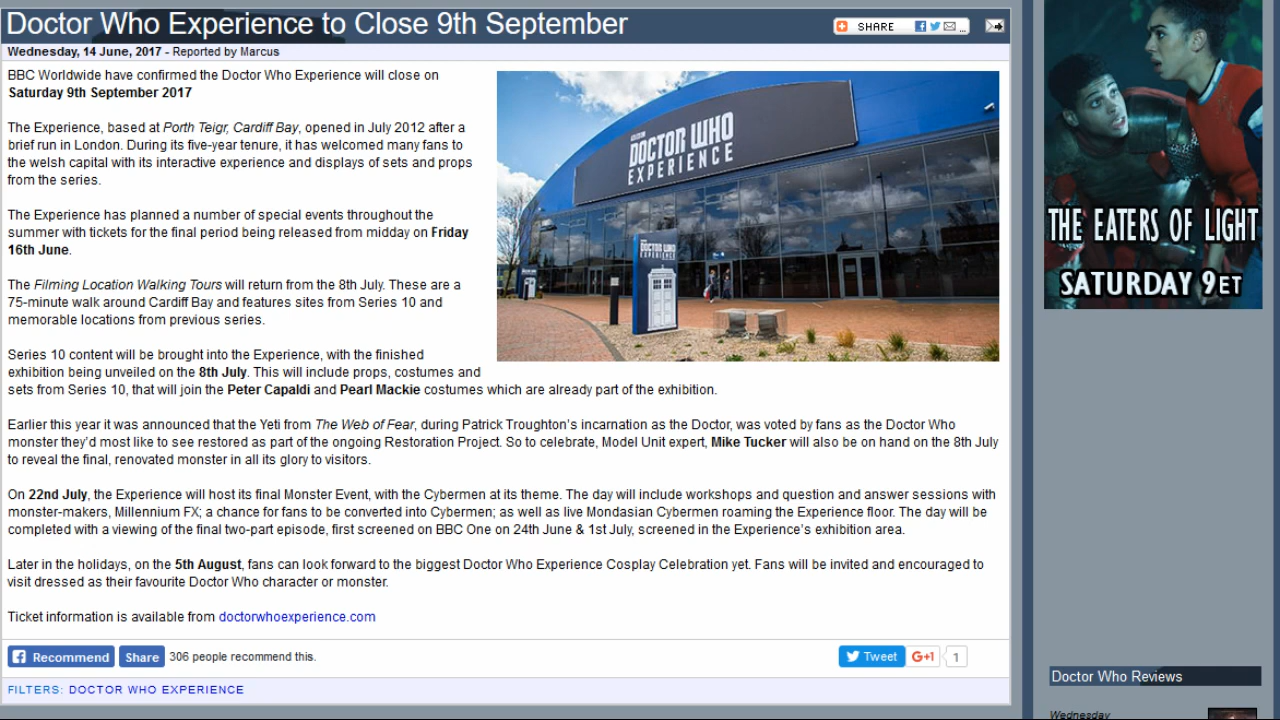 Doctor Who Experience to Close 9th September
SHARE ...
Wednesday, 14 June, 2017 - Reported by Marcus
BBC Worldwide have confirmed the Doctor Who Experience will close on
Saturday 9th September 2017
The Experience, based at Porth Teigr, Cardiff Bay, opened in July 2012 after a
brief run in London. During its five-year tenure, it has welcomed many fans to
the welsh capital with its interactive experience and displays of sets and props
from the series.
The Experience has planned a number of special events throughout the
summer with tickets for the final period being released from midday on Friday
16th June.
The Filming Location Walking Tours will return from the 8th July. These are a
75-minute walk around Cardiff Bay and features sites from Series 10 and
memorable locations from previous series.
Series 10 content will be brought into the Experience, with the finished
exhibition being unveiled on the 8th July. This will include props, costumes and
sets from Series 10, that will join the Peter Capaldi and Pearl Mackie costumes which are already part of the exhibition.
Earlier this year it was announced that the Yeti from The Web of Fear, during Patrick Troughton's incarnation as the Doctor, was voted by fans as the Doctor Who
monster they'd most like to see restored as part of the ongoing Restoration Project. So to celebrate, Model Unit expert, Mike Tucker will also be on hand on the 8th July
to reveal the final, renovated monster in all its glory to visitors.
On 22nd July, the Experience will host its final Monster Event, with the Cybermen at its theme. The day will include workshops and question and answer sessions with
monster-makers, Millennium FX; a chance for fans to be converted into Cybermen; as well as live Mondasian Cybermen roaming the Experience floor. The day will be
completed with a viewing of the final two-part episode, first screened on BBC One on 24th June & 1st July, screened in the Experience's exhibition area.
Later in the holidays, on the 5th August, fans can look forward to the biggest Doctor Who Experience Cosplay Celebration yet. Fans will be invited and encouraged to
visit dressed as their favourite Doctor Who character or monster.
Ticket information is available from doctorwhoexperience.com
Recommend Share 306 people recommend this.
Tweet G+1 1
FILTERS: DOCTOR WHO EXPERIENCE
DOCTOR WHO
EXPERIENCE
DOCTOR WHO
EXPERIENCE
THE EATERS OF LIGHT
SATURDAY 9ET
Doctor Who Reviews
Wednesday